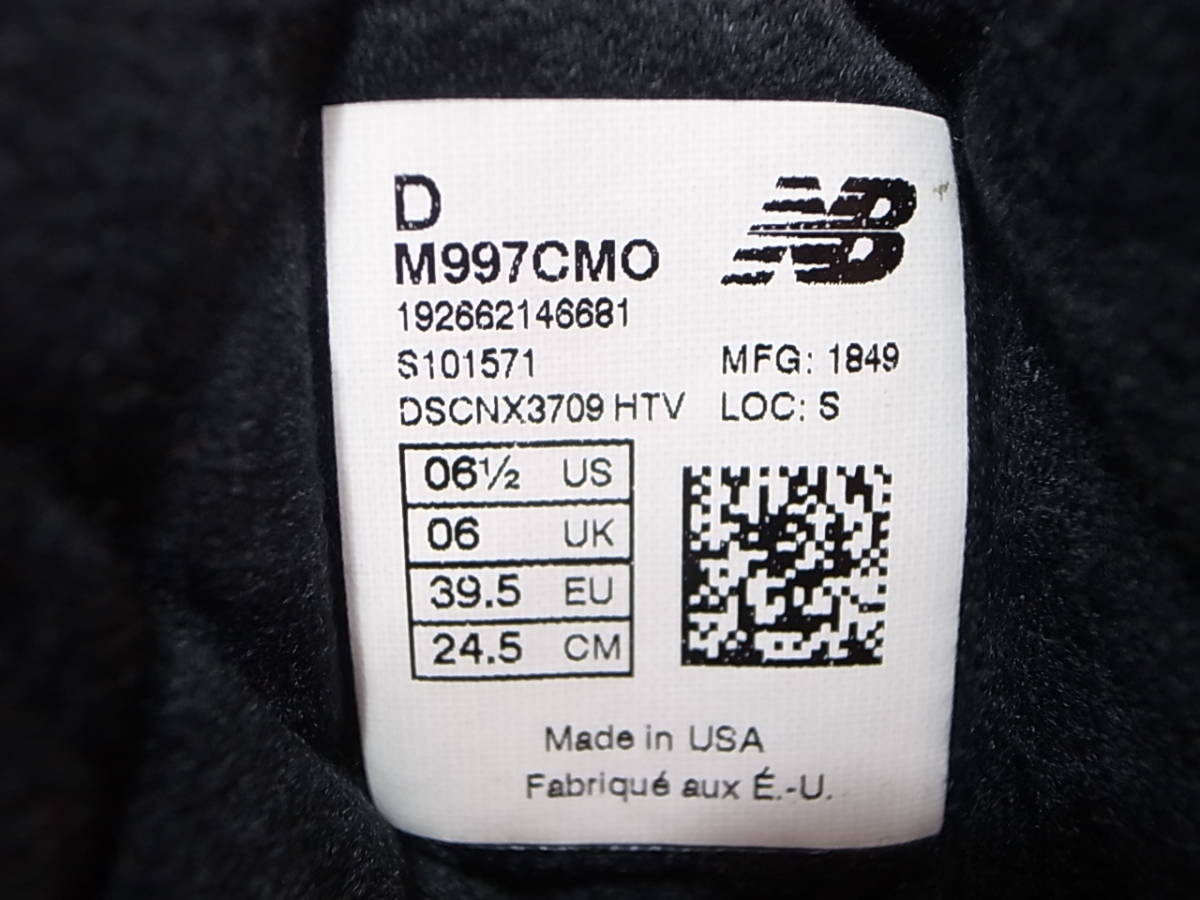 D
NB
M997CMO
192662146681
S101571 MFG: 1849
DSCNX3709 HTV LOC: S
06½ US
06 UK
39.5 EU
24.5 CM
Made in USA
Fabriqué aux É.-U.